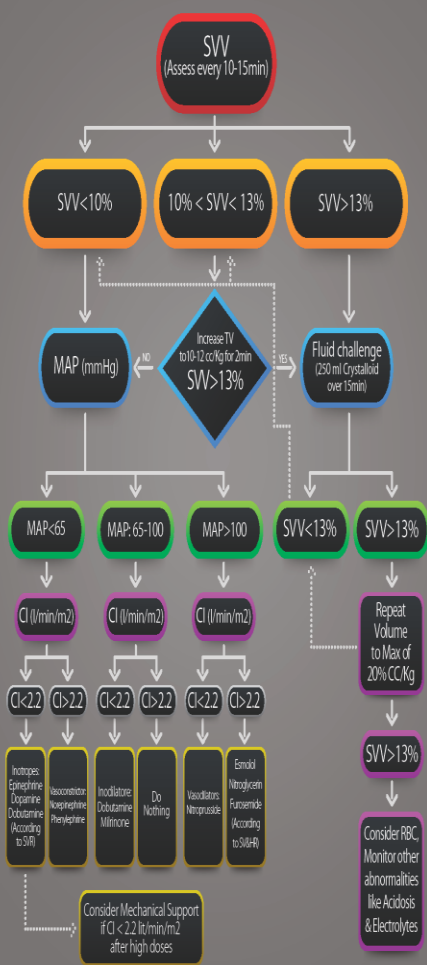 SVV
(Assess every 10-15min)
SVV<10%
10% < SVV< 13%
SVV>13%
MAP (mmHg)
NO
Increase TV
to10-12 cc/Kg for 2min
SVV>13%
YES
Fluid challenge
(250 ml Crystalloid
over 15min)
MAP<65
MAP: 65-100
MAP>100
SVV<13%
SVV>13%
CI (l/min/m2)
CI (l/min/m2)
CI (l/min/m2)
Repeat
Volume
to Max of
20% CC/Kg
CI<2.2
CI>2.2
CI<2.2
CI>2.2
CI<2.2
CI>2.2
SVV>13%
Inotropes:
Epinephrine
Dopamine
Dobutamine
(According
to SVR)
Vasoconstrictor:
Norepinephrine
Phenylephrine
Inodilatore:
Dobutamine
Milrinone
Do
Nothing
Vasodilators:
Nitroprusside
Esmolol
Nitroglycerin
Furosemide
(According
to SV&HR)
Consider RBC,
Monitor other
abnormalities
like Acidosis
& Electrolytes
Consider Mechanical Support
if CI < 2.2 lit/min/m2
after high doses